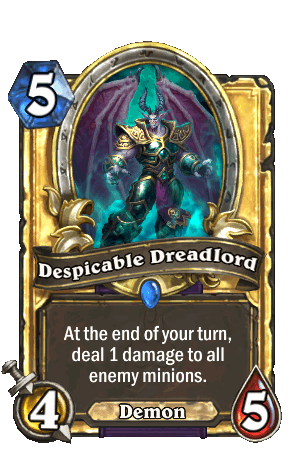 5
Despicable Dreadlord
At the end of your turn,
deal 1 damage to all
enemy minions.
4
Demon
5